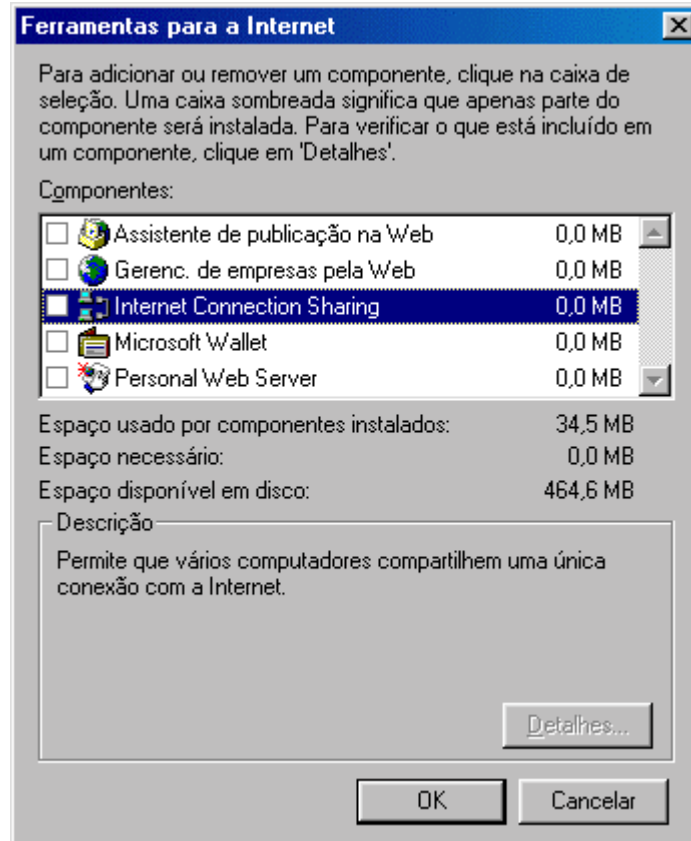 Ferramentas para a Internet
Para adicionar ou remover um componente, clique na caixa de
seleção. Uma caixa sombreada significa que apenas parte do
componente será instalada. Para verificar o que está incluído em
um componente, clique em 'Detalhes'.
Componentes:
Assistente de publicação na Web 0,0 MB
Gerenc. de empresas pela Web 0,0 MB
Internet Connection Sharing 0,0 MB
Microsoft Wallet 0,0 MB
Personal Web Server 0,0 MB
Espaço usado por componentes instalados: 34,5 MB
Espaço necessário: 0,0 MB
Espaço disponível em disco: 464,6 MB
Descrição
Permite que vários computadores compartilhem uma única
conexão com a Internet.
Detalhes...
OK Cancelar